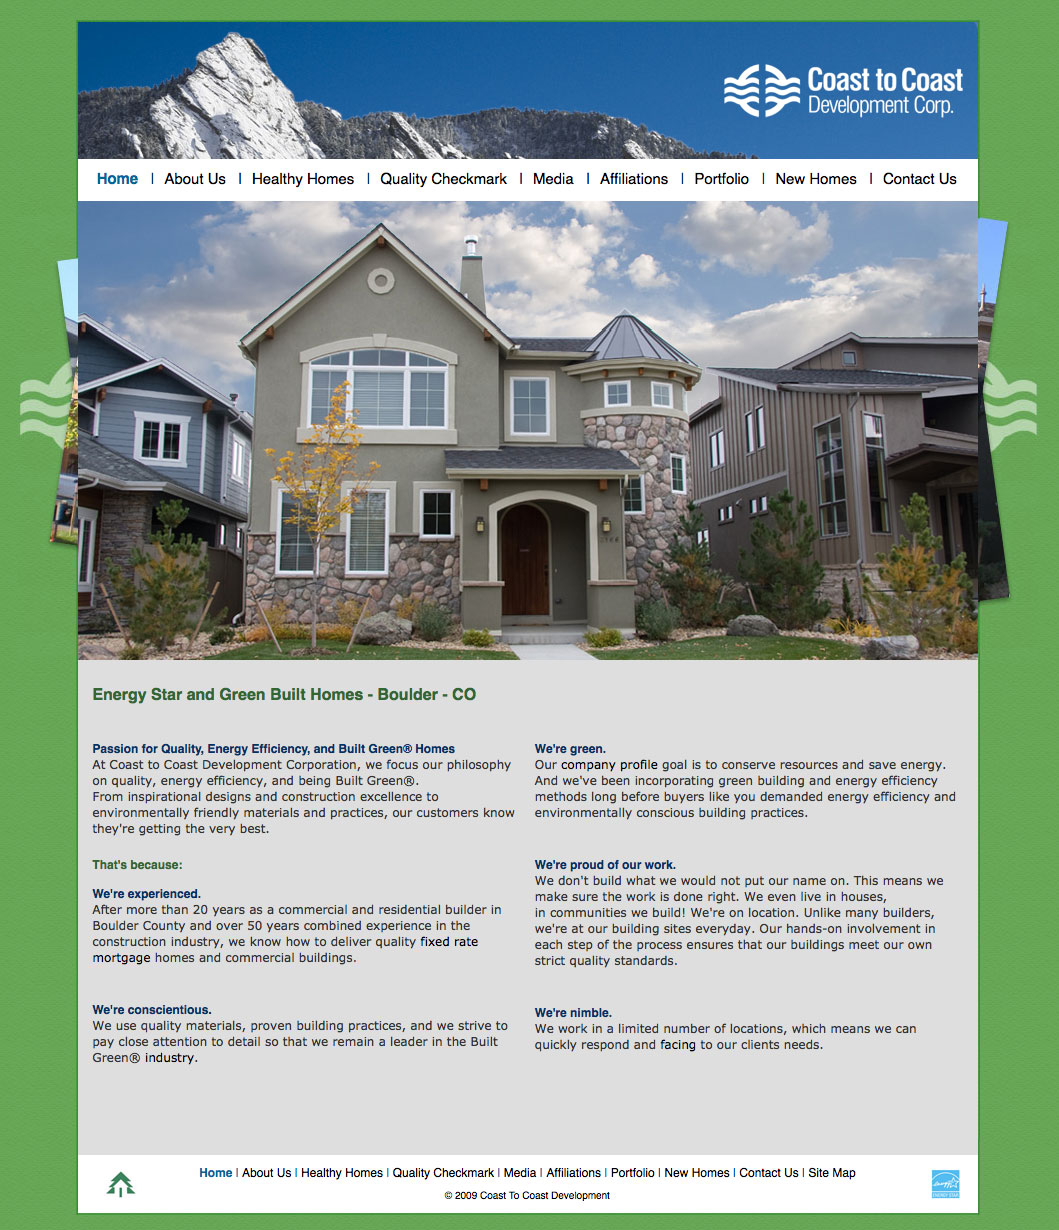 Coast to Coast
Development Corp.
Home | About Us | Healthy Homes | Quality Checkmark | Media | Affiliations | Portfolio | New Homes | Contact Us
Energy Star and Green Built Homes - Boulder - CO
Passion for Quality, Energy Efficiency, and Built Green® Homes
At Coast to Coast Development Corporation, we focus our philosophy
on quality, energy efficiency, and being Built Green®.
From inspirational designs and construction excellence to
environmentally friendly materials and practices, our customers know
they're getting the very best.
That's because:
We're experienced.
After more than 20 years as a commercial and residential builder in
Boulder County and over 50 years combined experience in the
construction industry, we know how to deliver quality fixed rate
mortgage homes and commercial buildings.
We're conscientious.
We use quality materials, proven building practices, and we strive to
pay close attention to detail so that we remain a leader in the Built
Green® industry.
We're green.
Our company profile goal is to conserve resources and save energy.
And we've been incorporating green building and energy efficiency
methods long before buyers like you demanded energy efficiency and
environmentally conscious building practices.
We're proud of our work.
We don't build what we would not put our name on. This means we
make sure the work is done right. We even live in houses,
in communities we build! We're on location. Unlike many builders,
we're at our building sites everyday. Our hands-on involvement in
each step of the process ensures that our buildings meet our own
strict quality standards.
We're nimble.
We work in a limited number of locations, which means we can
quickly respond and facing to our clients needs.
Home | About Us | Healthy Homes | Quality Checkmark | Media | Affiliations | Portfolio | New Homes | Contact Us | Site Map
© 2009 Coast To Coast Development
ENERGY STAR